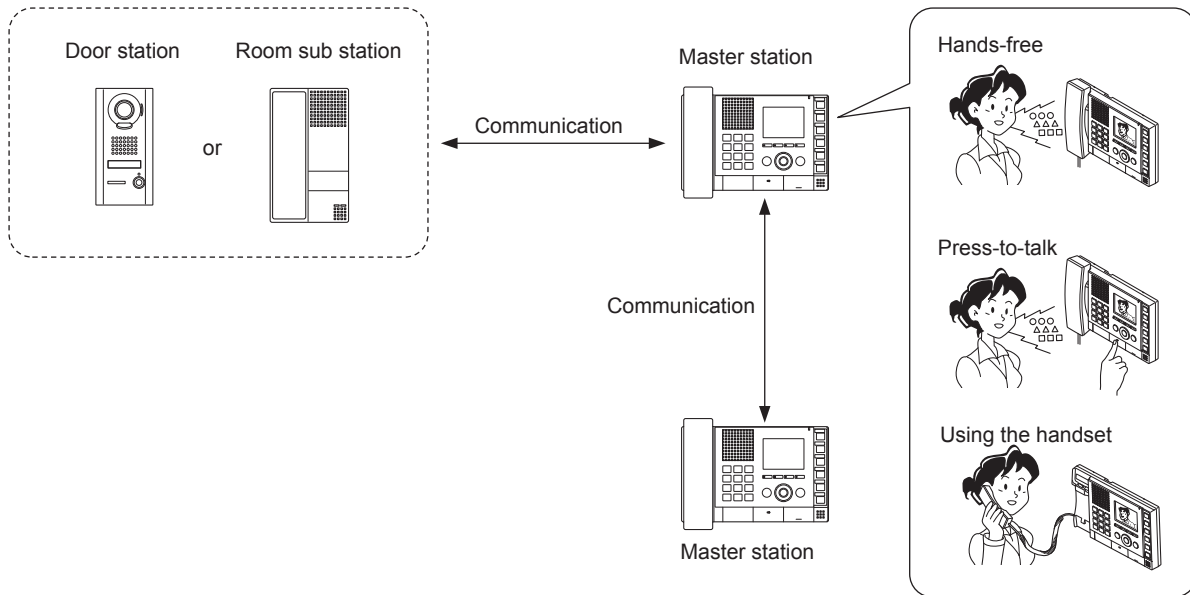 Door station
Room sub station
or
Communication
Master station
Communication
Master station
Hands-free
Press-to-talk
Using the handset